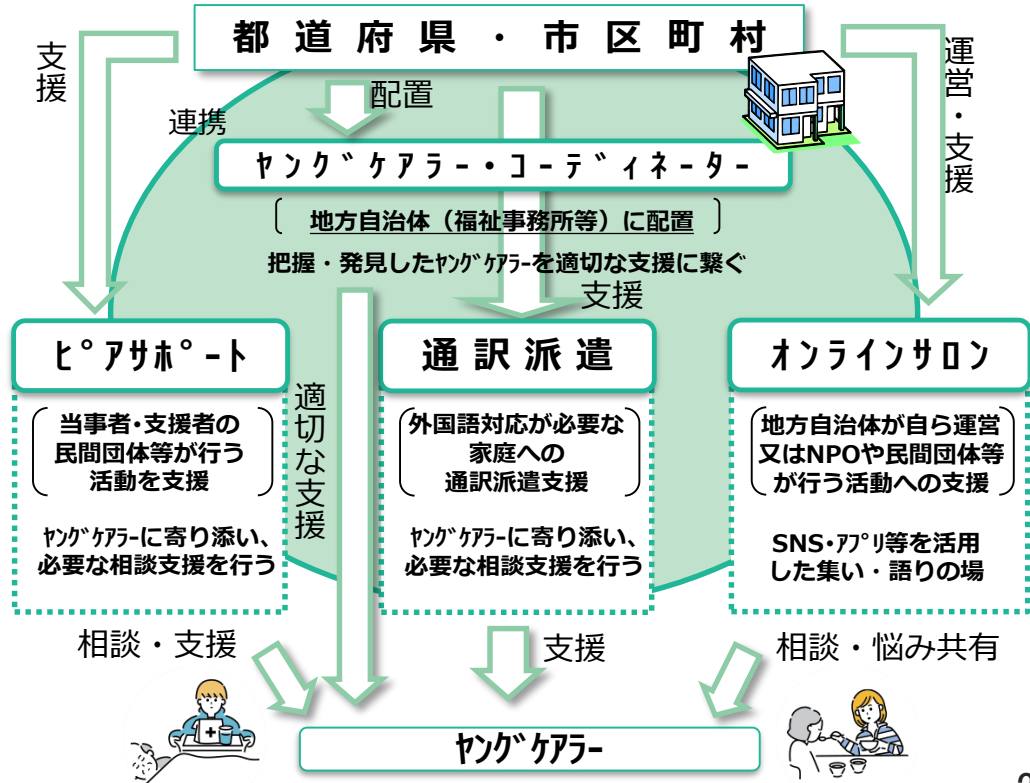 都道府県・市区町村
支援
配置
連携
運営・支援
ﾔﾝｸﾞｹｱﾗｰ・ｺｰﾃﾞｨﾈｰﾀｰ
地方自治体（福祉事務所等）に配置
把握・発見したﾔﾝｸﾞｹｱﾗｰを適切な支援に繋ぐ
支援
適切な支援
ﾋﾟｱｻﾎﾟｰﾄ
当事者･支援者の
民間団体等が行う
活動を支援
ﾔﾝｸﾞｹｱﾗｰに寄り添い、
必要な相談支援を行う
通訳派遣
外国語対応が必要な
家庭への
通訳派遣支援
ﾔﾝｸﾞｹｱﾗｰに寄り添い、
必要な相談支援を行う
ｵﾝﾗｲﾝｻﾛﾝ
地方自治体が自ら運営
又はNPOや民間団体等
が行う活動への支援
SNS･ｱﾌﾟﾘ等を活用
した集い・語りの場
相談・支援
支援
相談・悩み共有
ﾔﾝｸﾞｹｱﾗｰ